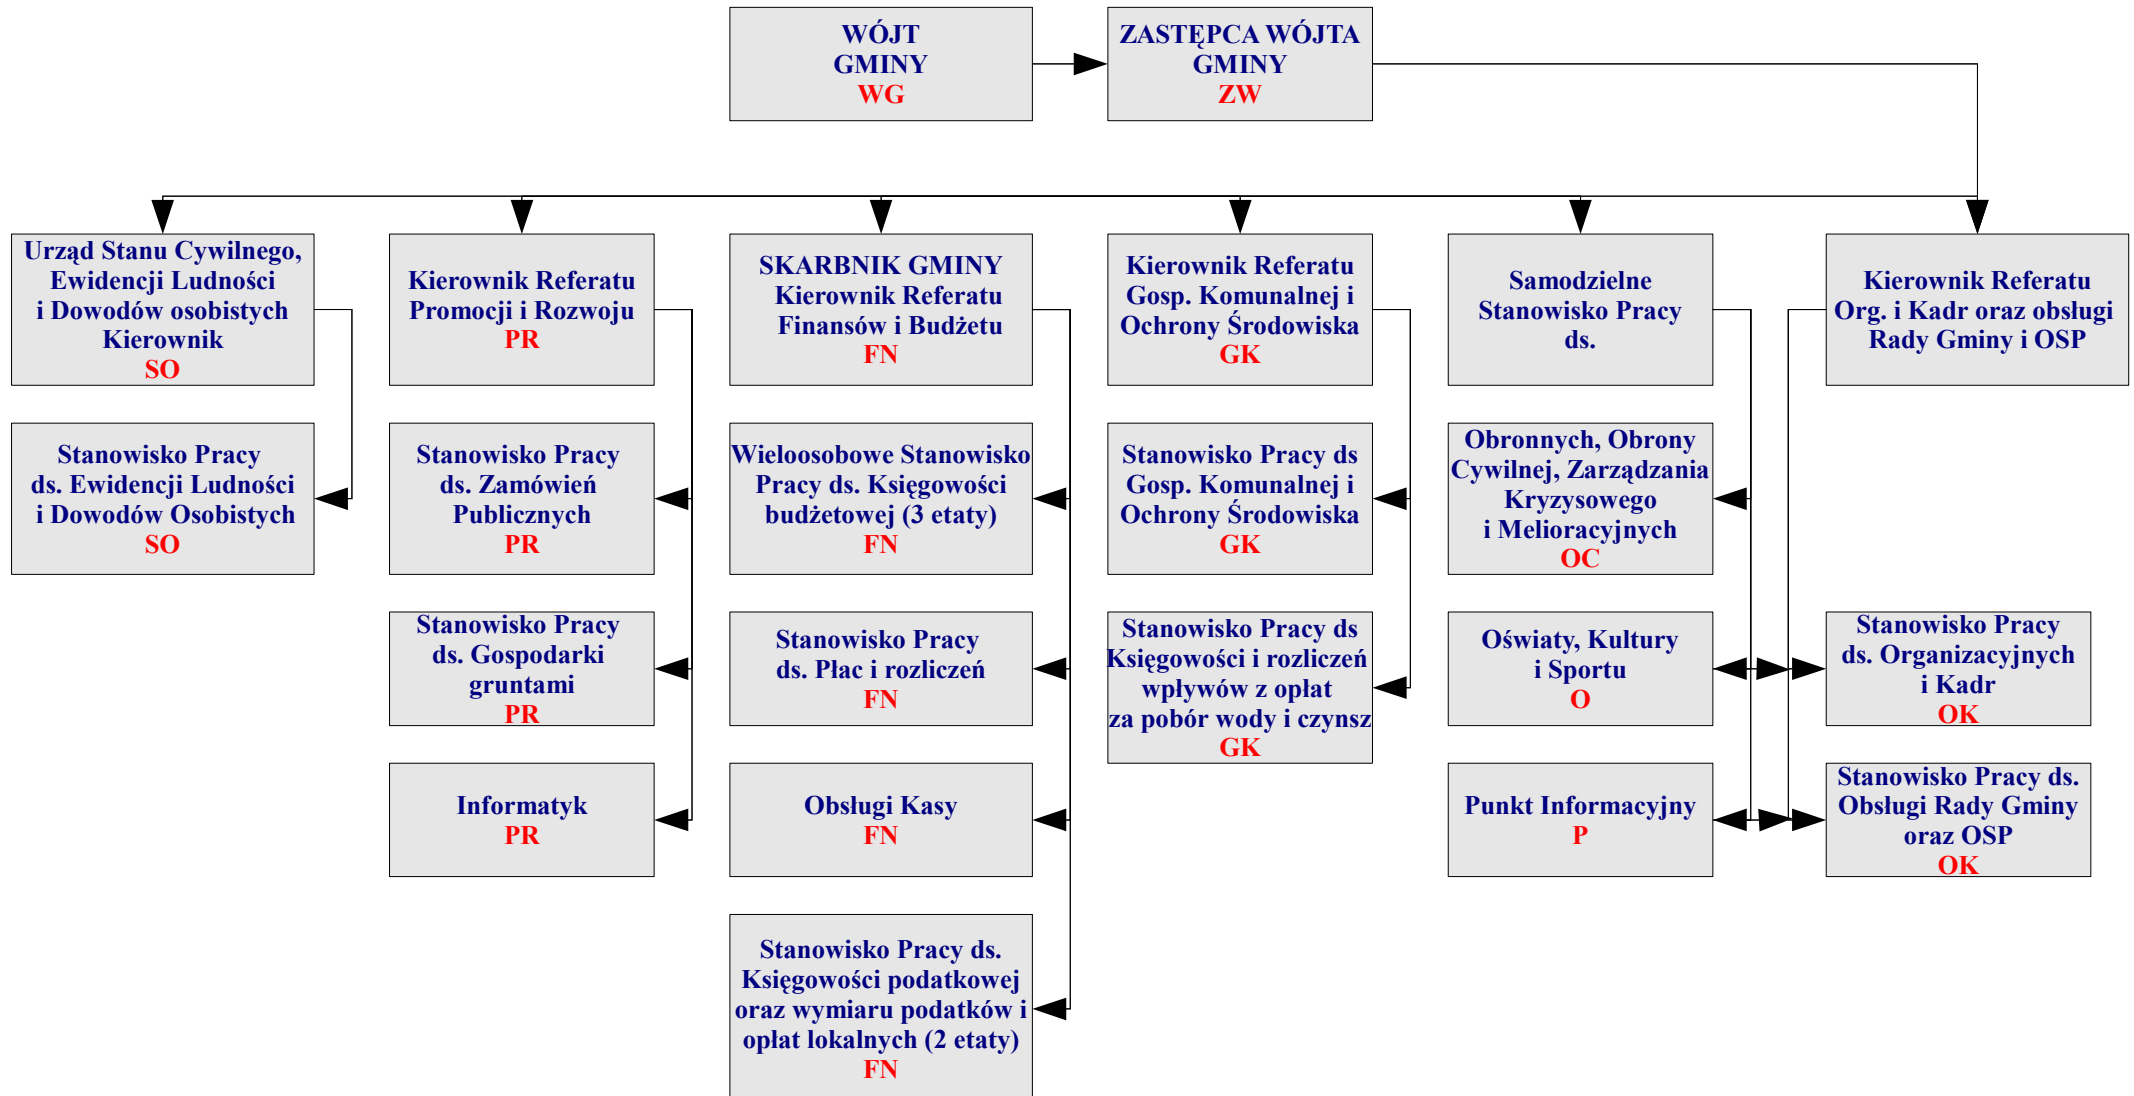 WÓJT
GMINY
WG
ZASTĘPCA WÓJTA
GMINY
ZW
Urząd Stanu Cywilnego,
Ewidencji Ludności
i Dowodów osobistych
Kierownik
SO
Kierownik Referatu
Promocji i Rozwoju
PR
SKARBNIK GMINY
Kierownik Referatu
Finansów i Budżetu
FN
Kierownik Referatu
Gosp. Komunalnej i
Ochrony Środowiska
GK
Samodzielne
Stanowisko Pracy
ds.
Kierownik Referatu
Org. i Kadr oraz obsługi
Rady Gminy i OSP
Stanowisko Pracy
ds. Ewidencji Ludności
i Dowodów Osobistych
SO
Stanowisko Pracy
ds. Zamówień
Publicznych
PR
Wieloosobowe Stanowisko
Pracy ds. Księgowości
budżetowej (3 etaty)
FN
Stanowisko Pracy ds
Gosp. Komunalnej i
Ochrony Środowiska
GK
Obronnych, Obrony
Cywilnej, Zarządzania
Kryzysowego
i Melioracyjnych
OC
Stanowisko Pracy
ds. Gospodarki
gruntami
PR
Stanowisko Pracy
ds. Płac i rozliczeń
FN
Stanowisko Pracy ds
Księgowości i rozliczeń
wpływów z opłat
za pobór wody i czynsz
GK
Oświaty, Kultury
i Sportu
O
Stanowisko Pracy
ds. Organizacyjnych
i Kadr
OK
Informatyk
PR
Obsługi Kasy
FN
Punkt Informacyjny
P
Stanowisko Pracy ds.
Obsługi Rady Gminy
oraz OSP
OK
Stanowisko Pracy ds.
Księgowości podatkowej
oraz wymiaru podatków i
opłat lokalnych (2 etaty)
FN